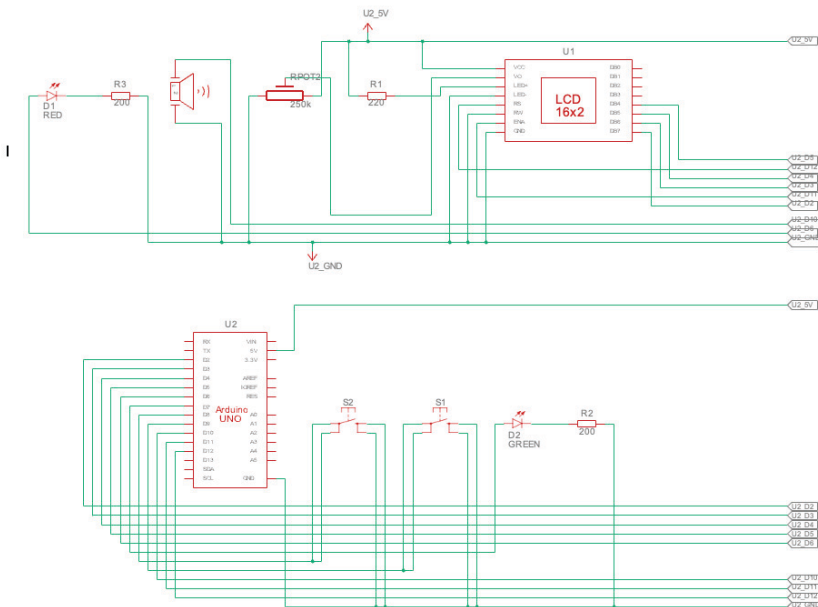 U2_5V
U1
U2_5V
VCC
VO
LED+
LED-
RS
RW
ENA
GND
LCD
16x2
DB0
DB1
DB2
DB3
DB4
DB5
DB6
DB7
R3
200
D1
RED
RPOT2
250k
R1
220
U2_D5
U2_D12
U2_D4
U2_D3
U2_D11
U2_D2
U2_D10
U2_D6
U2_GND
U2_GND
U2_5V
U2
RX
TX
D2
D3
D4
D5
D6
D7
D8
D9
D10
D11
D12
D13
SDA
SCL
Arduino
UNO
VIN
5V
3.3V
AREF
IOREF
RES
A0
A1
A2
A3
A4
A5
GND
S2
S1
D2
GREEN
R2
200
U2_D2
U2_D3
U2_D4
U2_D5
U2_D6
U2_D10
U2_D11
U2_D12
U2_GND